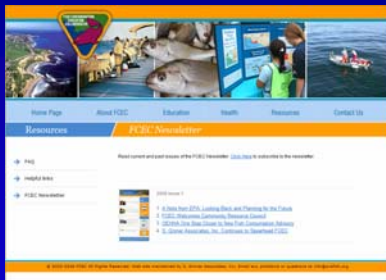 Home Page
About FCEC
Education
Health
Resources
Contact Us
Resources
FCEC Newsletter
FAQ
Helpful links
FCEC Newsletter
Read current and past issues of the FCEC Newsletter. Click Here to subscribe to the newsletter.
2009 Issue 1
1. A Note from EPA: Looking Back and Planning for the Future
2. FCEC Welcomes Community Resource Council
3. OEHHA One Step Closer to New Fish Consumption Advisory
4. S. Groner Associates, Inc. Continues to Spearhead FCEC